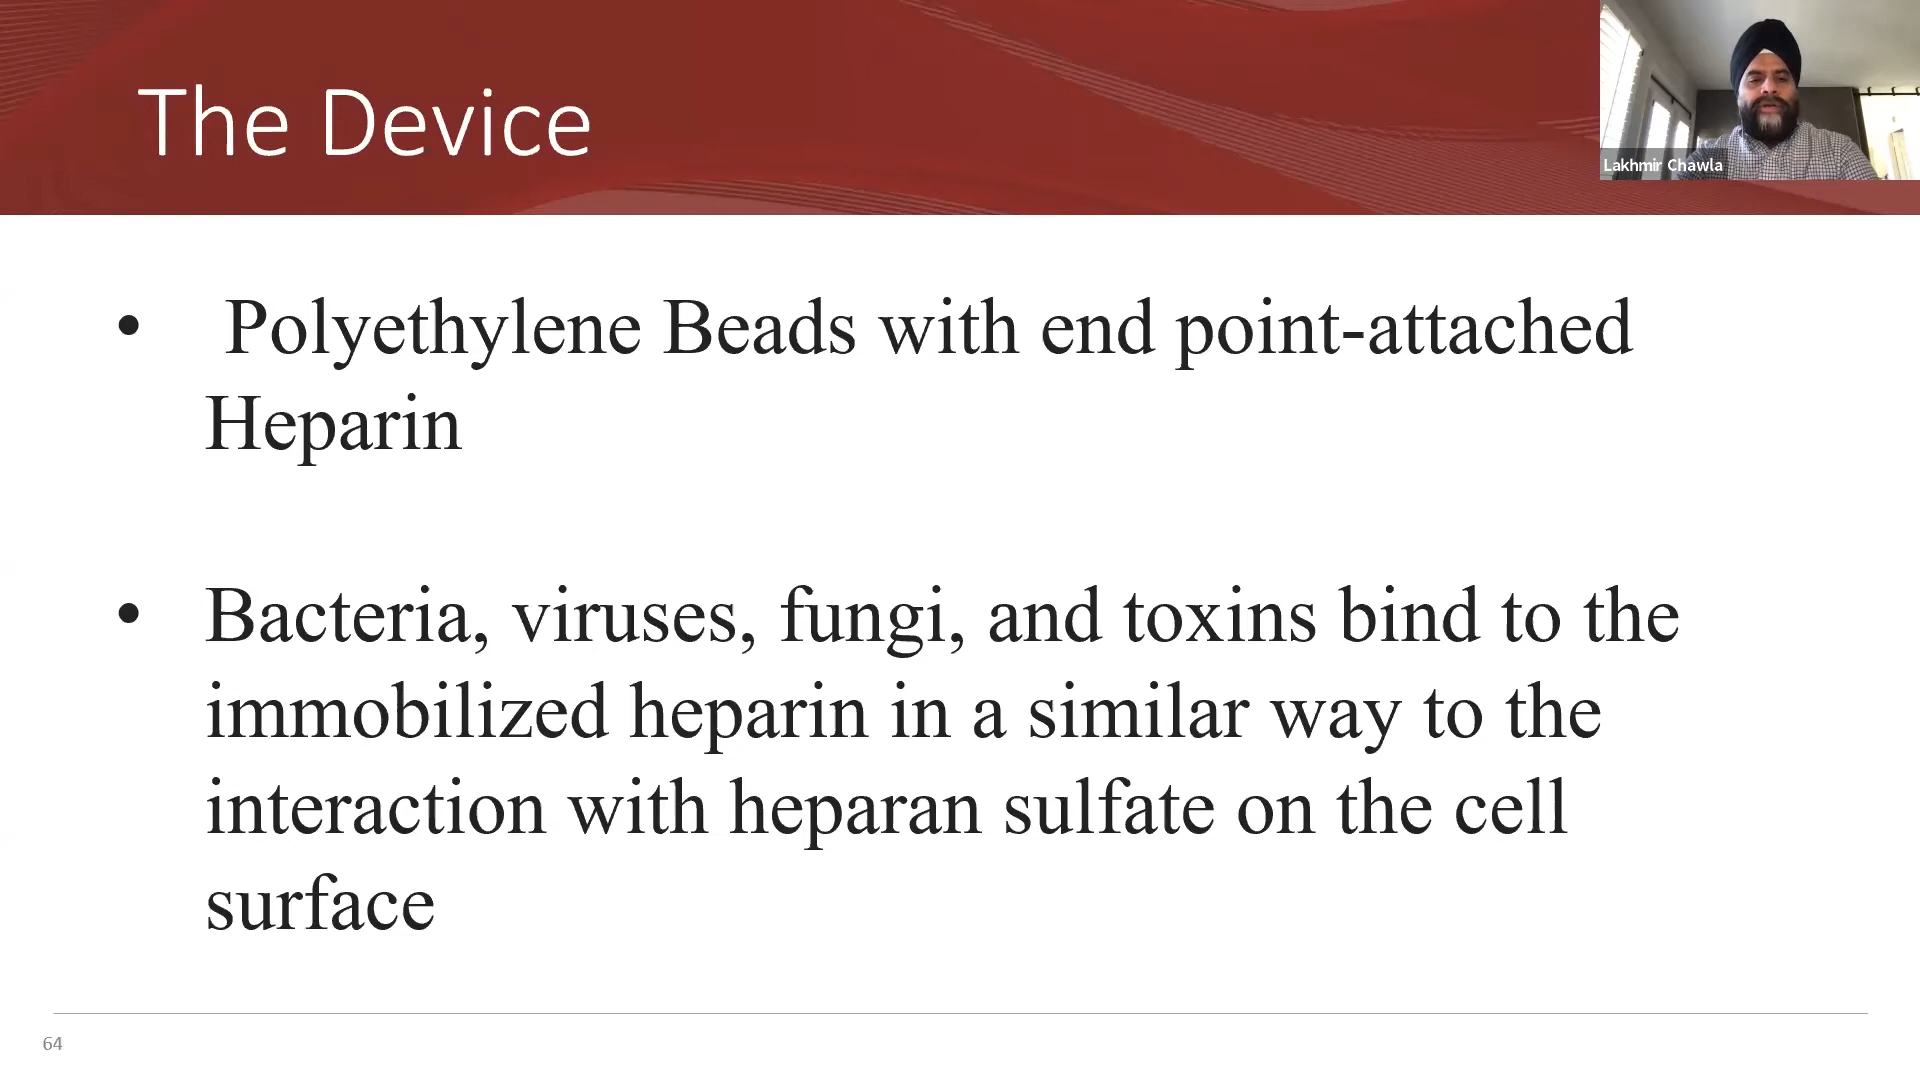 The Device
Lakhmir Chawla
• Polyethylene Beads with end point-attached
Heparin
• Bacteria, viruses, fungi, and toxins bind to the
immobilized heparin in a similar way to the
interaction with heparan sulfate on the cell
surface
64